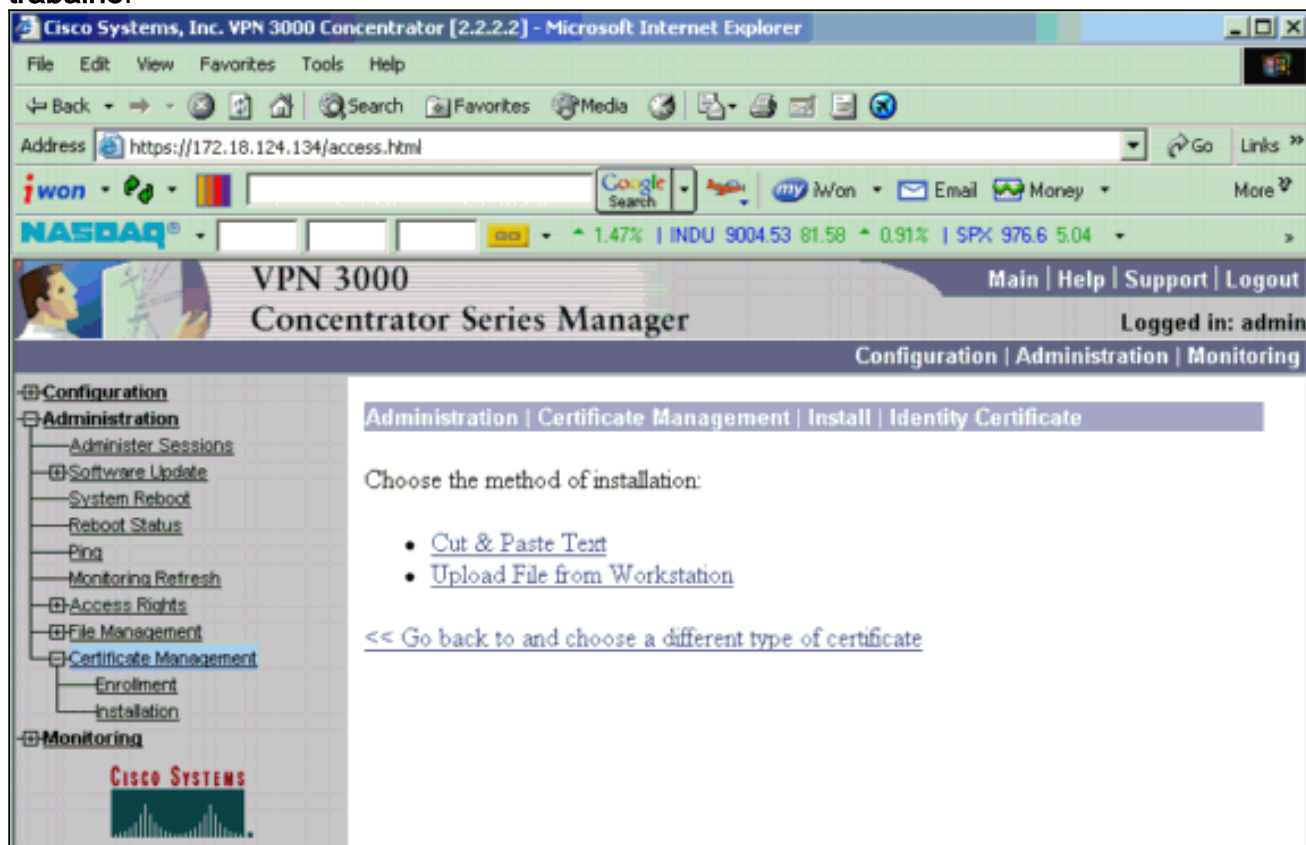 trabalho.
Cisco Systems, Inc. VPN 3000 Concentrator [2.2.2.2] - Microsoft Internet Explorer
File Edit View Favorites Tools Help
Back Search Favorites Media
Address https://172.18.124.134/access.html Go Links »
iwon Google Search my iWon Email Money More »
NASDAQ® GO 1.47% | INDU 9004.53 81.58 0.91% | SPX 976.6 5.04 »
VPN 3000
Concentrator Series Manager
Main | Help | Support | Logout
Logged in: admin
Configuration | Administration | Monitoring
Configuration
Administration
Administer Sessions
Software Update
System Reboot
Reboot Status
Ping
Monitoring Refresh
Access Rights
File Management
Certificate Management
Enrollment
Installation
Monitoring
CISCO SYSTEMS
Administration | Certificate Management | Install | Identity Certificate
Choose the method of installation:
• Cut & Paste Text
• Upload File from Workstation
<< Go back to and choose a different type of certificate